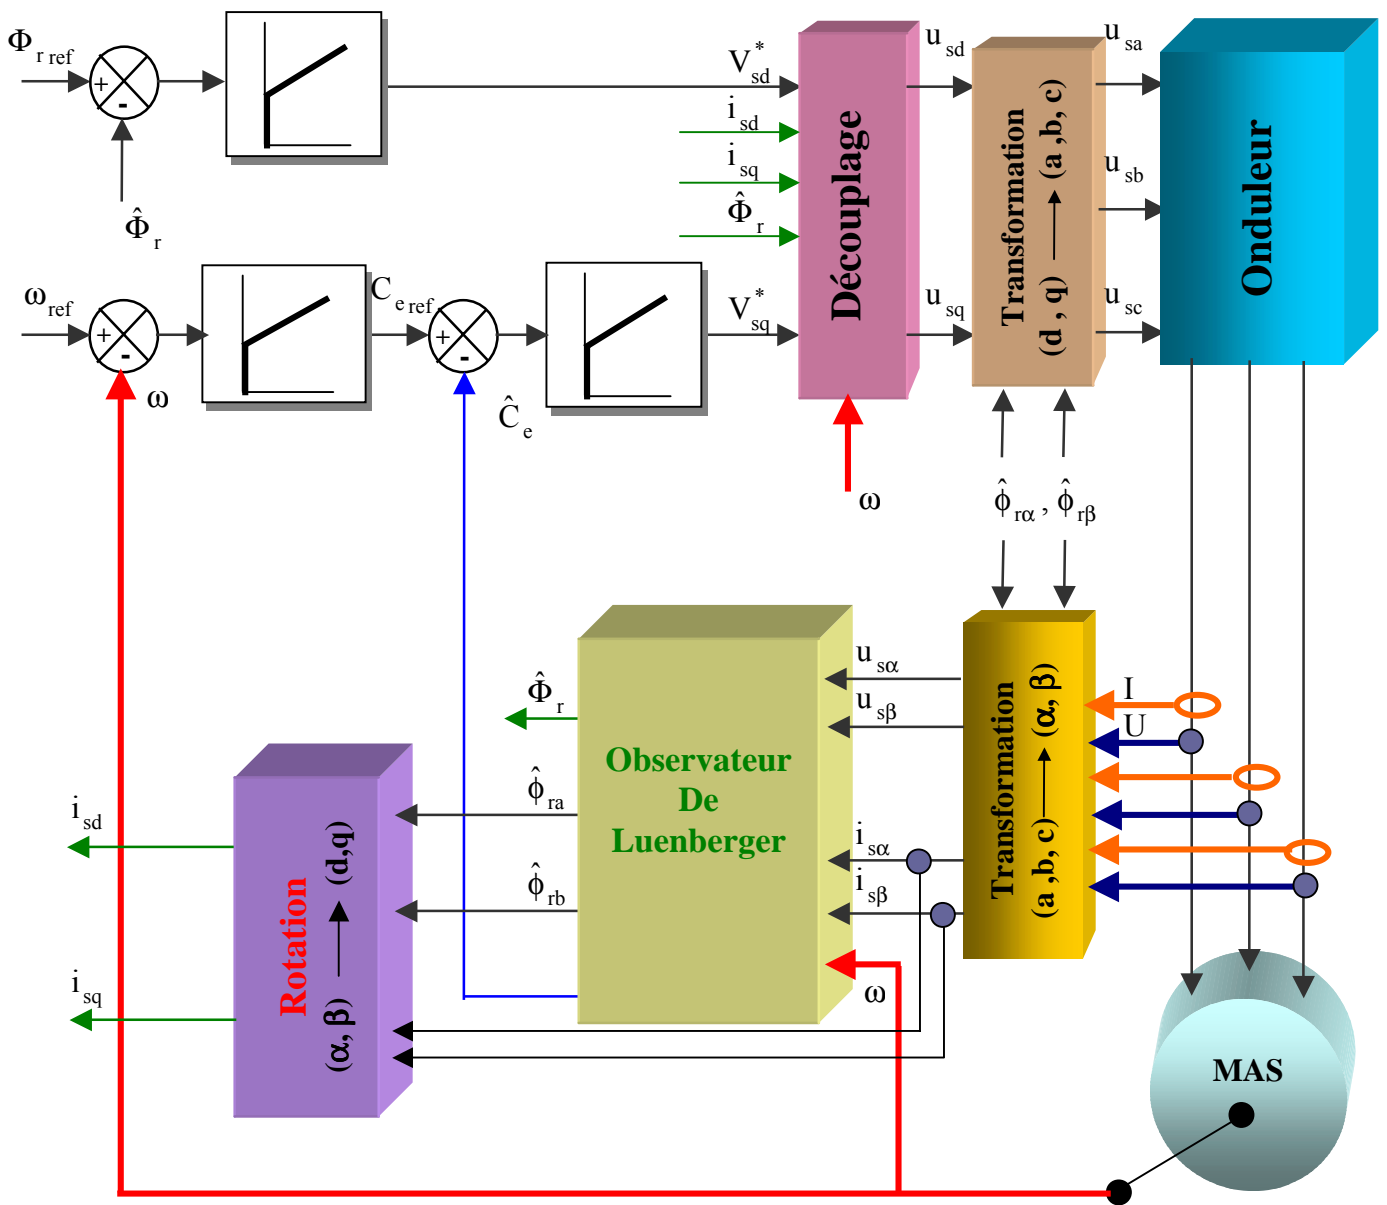 Φ r ref
+
-
Φ̂ r
V*sd
i sd
i sq
Φ̂ r
ω ref
+
-
ω
C e ref
+
-
Ĉ e
V*sq
Découplage
ω
u sd
u sq
Transformation
(d , q) → (a ,b, c)
u sa
u sb
u sc
Onduleur
ϕ̂ rα , ϕ̂ rβ
Transformation
(a ,b, c) → (α, β)
I
U
u sα
u sβ
i sα
i sβ
ω
Observateur
De
Luenberger
Φ̂ r
ϕ̂ ra
ϕ̂ rb
Rotation
(α, β) → (d,q)
i sd
i sq
MAS